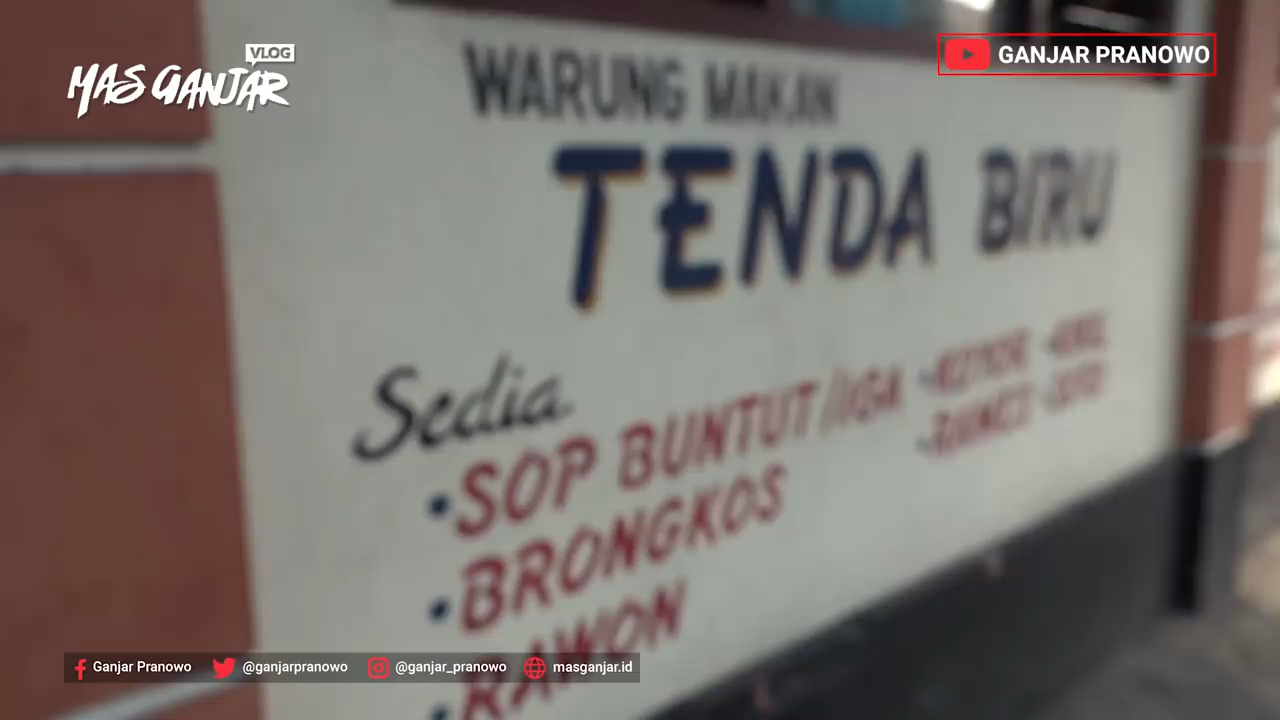 VLOG
MAS GANJAR
GANJAR PRANOWO
WARUNG MAKAN
TENDA BIRU
Sedia
•SOP BUNTUT/IGA
•BRONGKOS
•RAWON
Ganjar Pranowo @ganjarpranowo @ganjar_pranowo masganjar.id